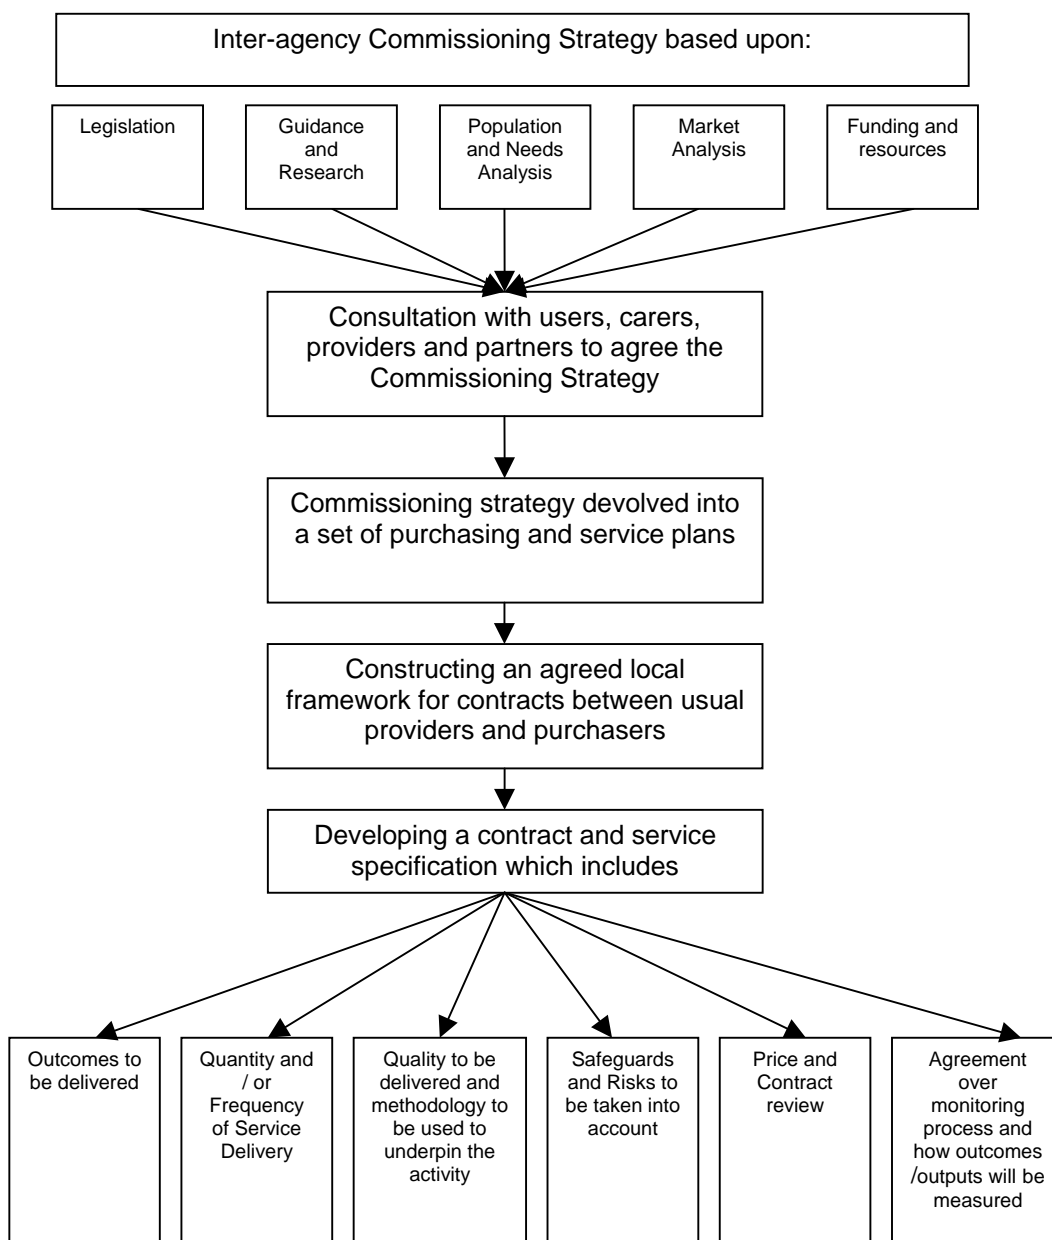 Inter-agency Commissioning Strategy based upon:
Legislation
Guidance
and
Research
Population
and Needs
Analysis
Market
Analysis
Funding and
resources
Consultation with users, carers,
providers and partners to agree the
Commissioning Strategy
Commissioning strategy devolved into
a set of purchasing and service plans
Constructing an agreed local
framework for contracts between usual
providers and purchasers
Developing a contract and service
specification which includes
Outcomes to
be delivered
Quantity and
/ or
Frequency
of Service
Delivery
Quality to be
delivered and
methodology to
be used to
underpin the
activity
Safeguards
and Risks to
be taken into
account
Price and
Contract
review
Agreement
over
monitoring
process and
how outcomes
/outputs will be
measured